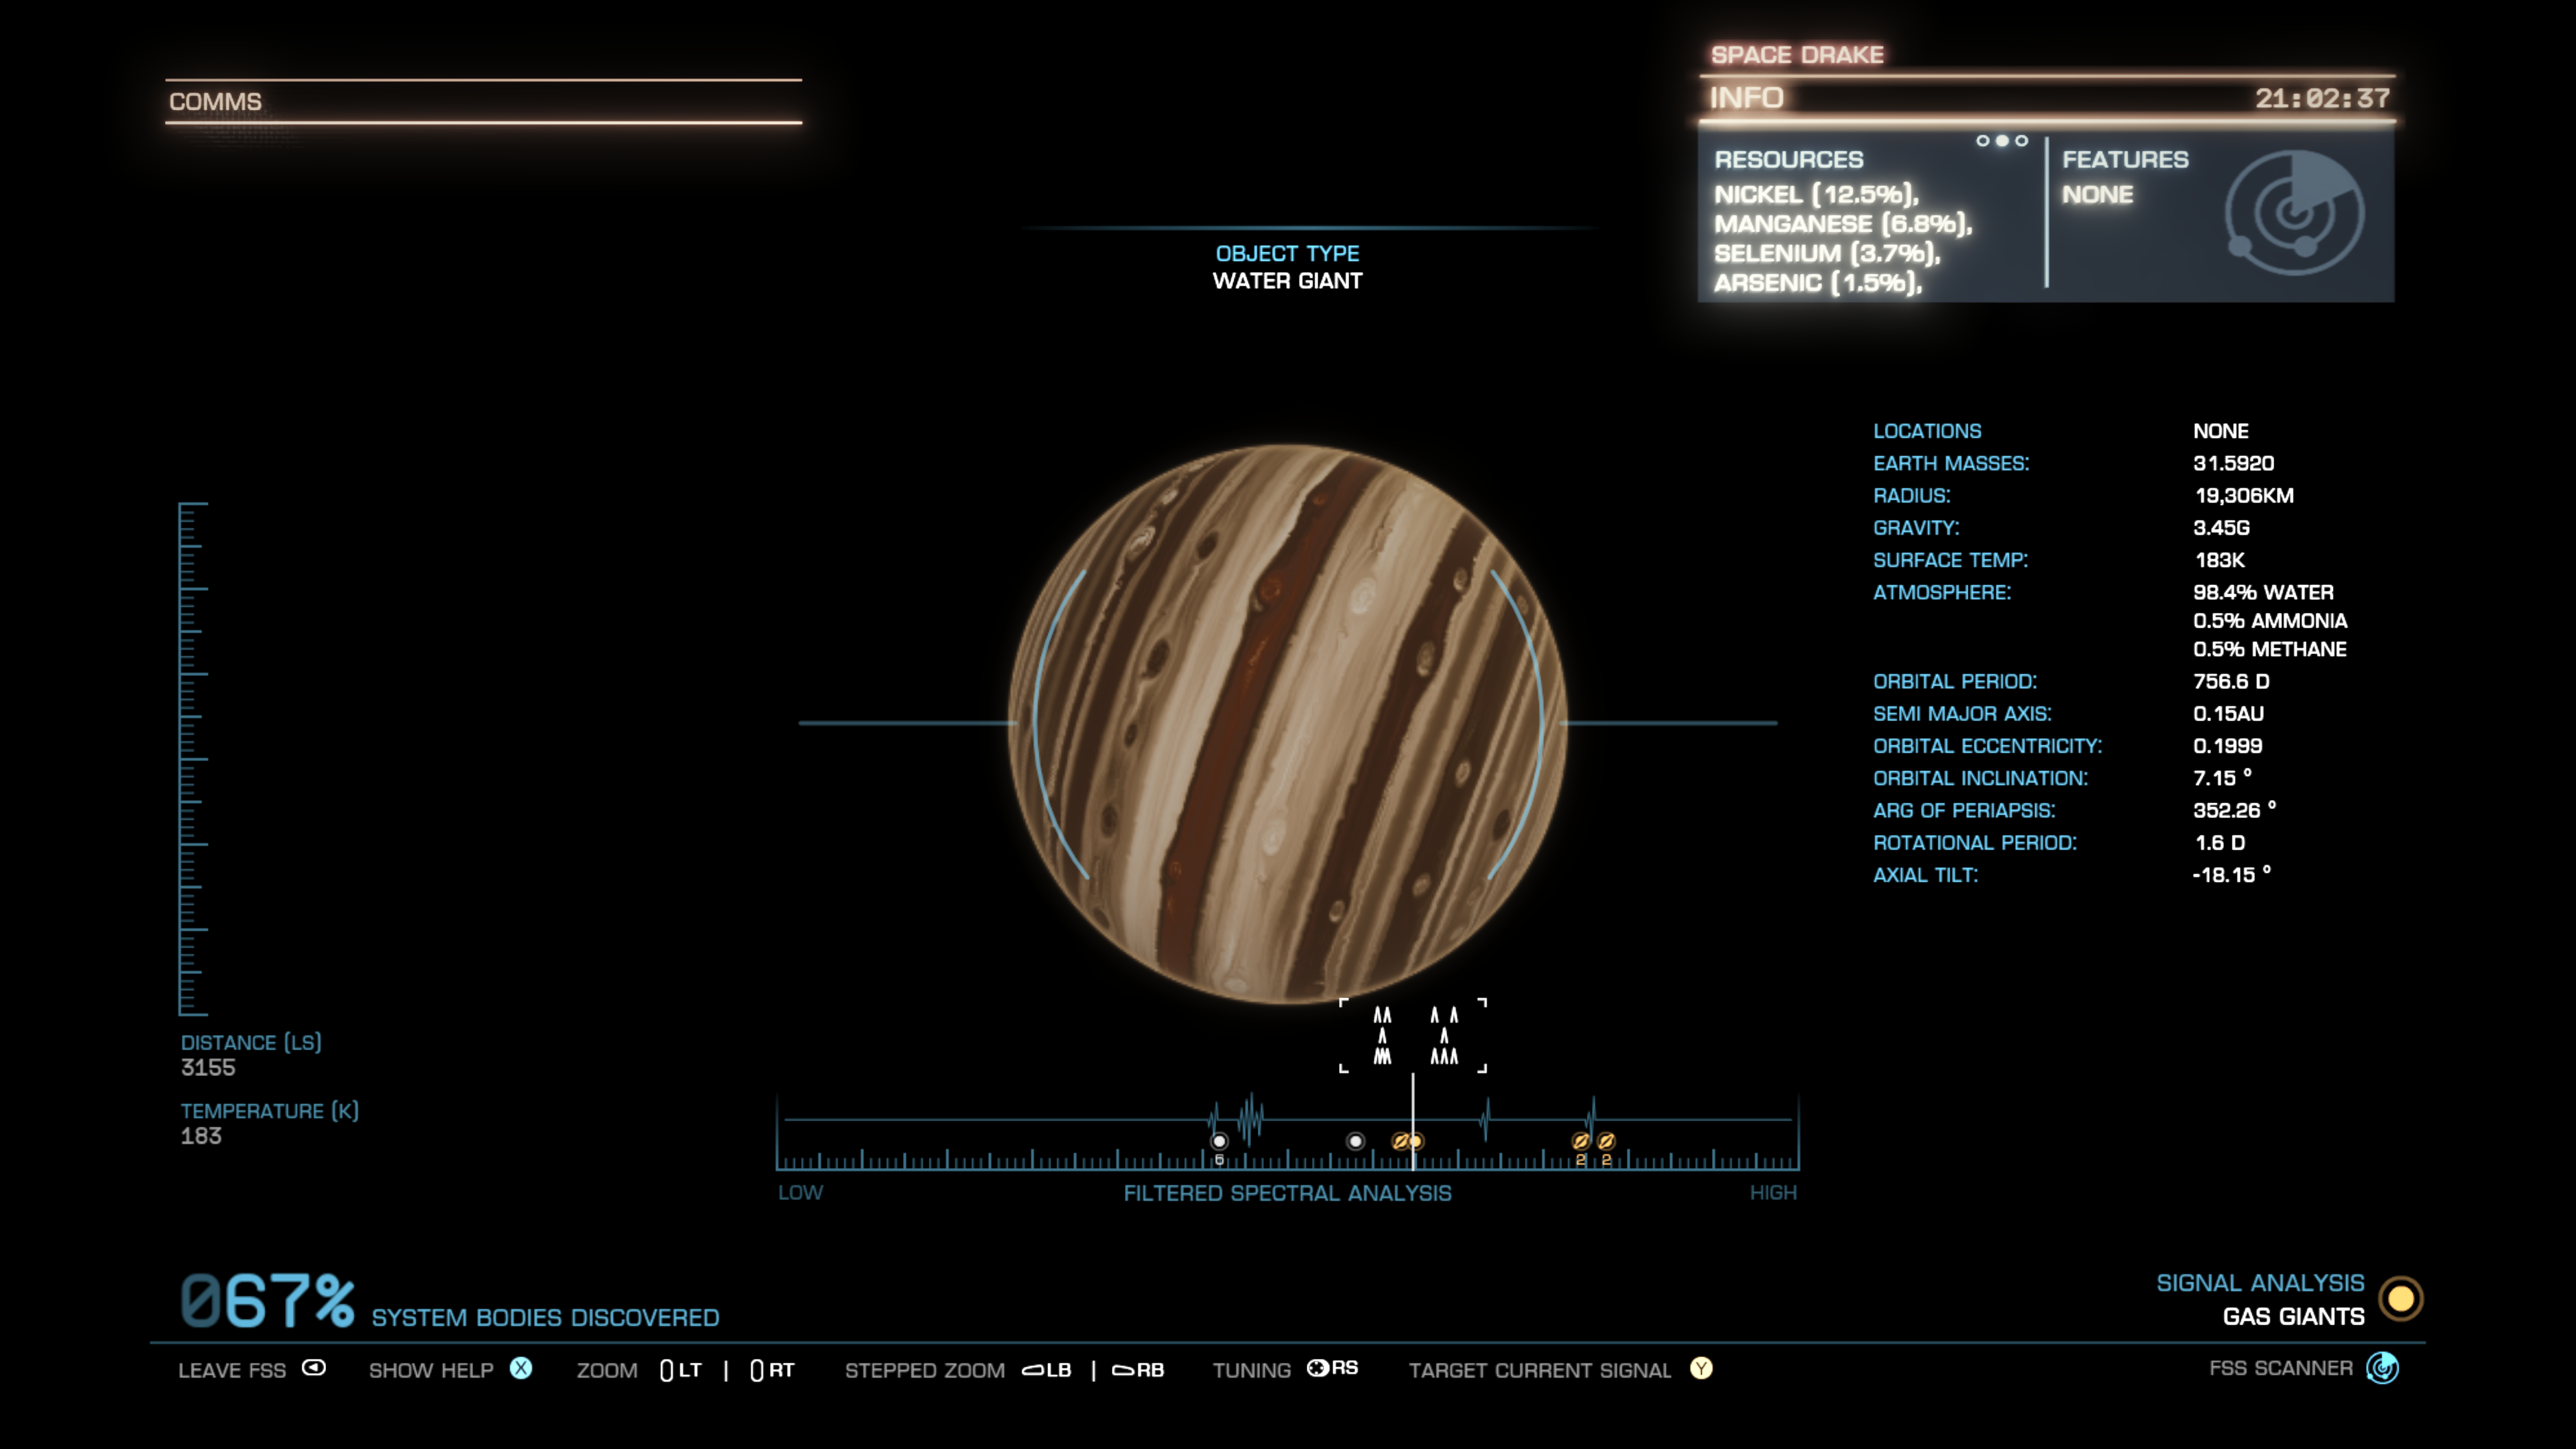 COMMS
SPACE DRAKE
INFO 21:02:37
RESOURCES
NICKEL (12.5%),
MANGANESE (6.8%),
SELENIUM (3.7%),
ARSENIC (1.5%),
FEATURES
NONE
OBJECT TYPE
WATER GIANT
LOCATIONS NONE
EARTH MASSES: 31.5920
RADIUS: 19,306KM
GRAVITY: 3.45G
SURFACE TEMP: 183K
ATMOSPHERE: 98.4% WATER
0.5% AMMONIA
0.5% METHANE
ORBITAL PERIOD: 756.6 D
SEMI MAJOR AXIS: 0.15AU
ORBITAL ECCENTRICITY: 0.1999
ORBITAL INCLINATION: 7.15 °
ARG OF PERIAPSIS: 352.26 °
ROTATIONAL PERIOD: 1.6 D
AXIAL TILT: -18.15 °
DISTANCE (LS)
3155
TEMPERATURE (K)
183
2 2
LOW FILTERED SPECTRAL ANALYSIS HIGH
067% SYSTEM BODIES DISCOVERED
SIGNAL ANALYSIS
GAS GIANTS
LEAVE FSS SHOW HELP X ZOOM LT | RT STEPPED ZOOM LB | RB TUNING RS TARGET CURRENT SIGNAL Y FSS SCANNER